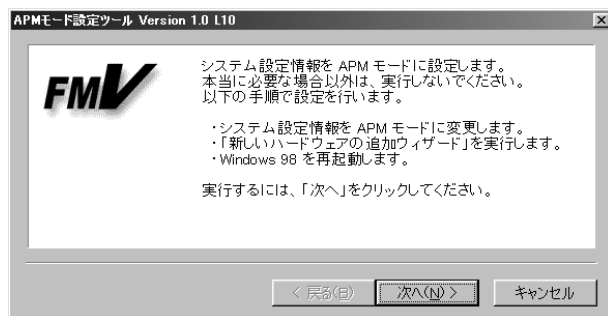 APMモード設定ツール Version 1.0 L10
FMV
システム設定情報を APM モードに設定します。
本当に必要な場合以外は、実行しないでください。
以下の手順で設定を行います。
・システム設定情報を APM モードに変更します。
・「新しいハードウェアの追加ウィザード」を実行します。
・Windows 98 を再起動します。
実行するには、「次へ」をクリックしてください。
< 戻る(B)
次へ(N) >
キャンセル